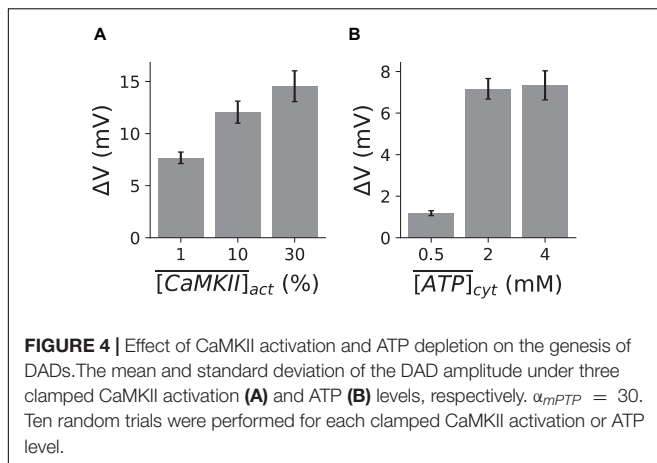 A
B
ΔV (mV)
15
10
5
0
1 10 30
[CaMKII]act (%)
ΔV (mV)
8
6
4
2
0
0.5 2 4
[ATP]cyt (mM)
FIGURE 4 | Effect of CaMKII activation and ATP depletion on the genesis of
DADs.The mean and standard deviation of the DAD amplitude under three
clamped CaMKII activation (A) and ATP (B) levels, respectively. αmPTP = 30.
Ten random trials were performed for each clamped CaMKII activation or ATP
level.